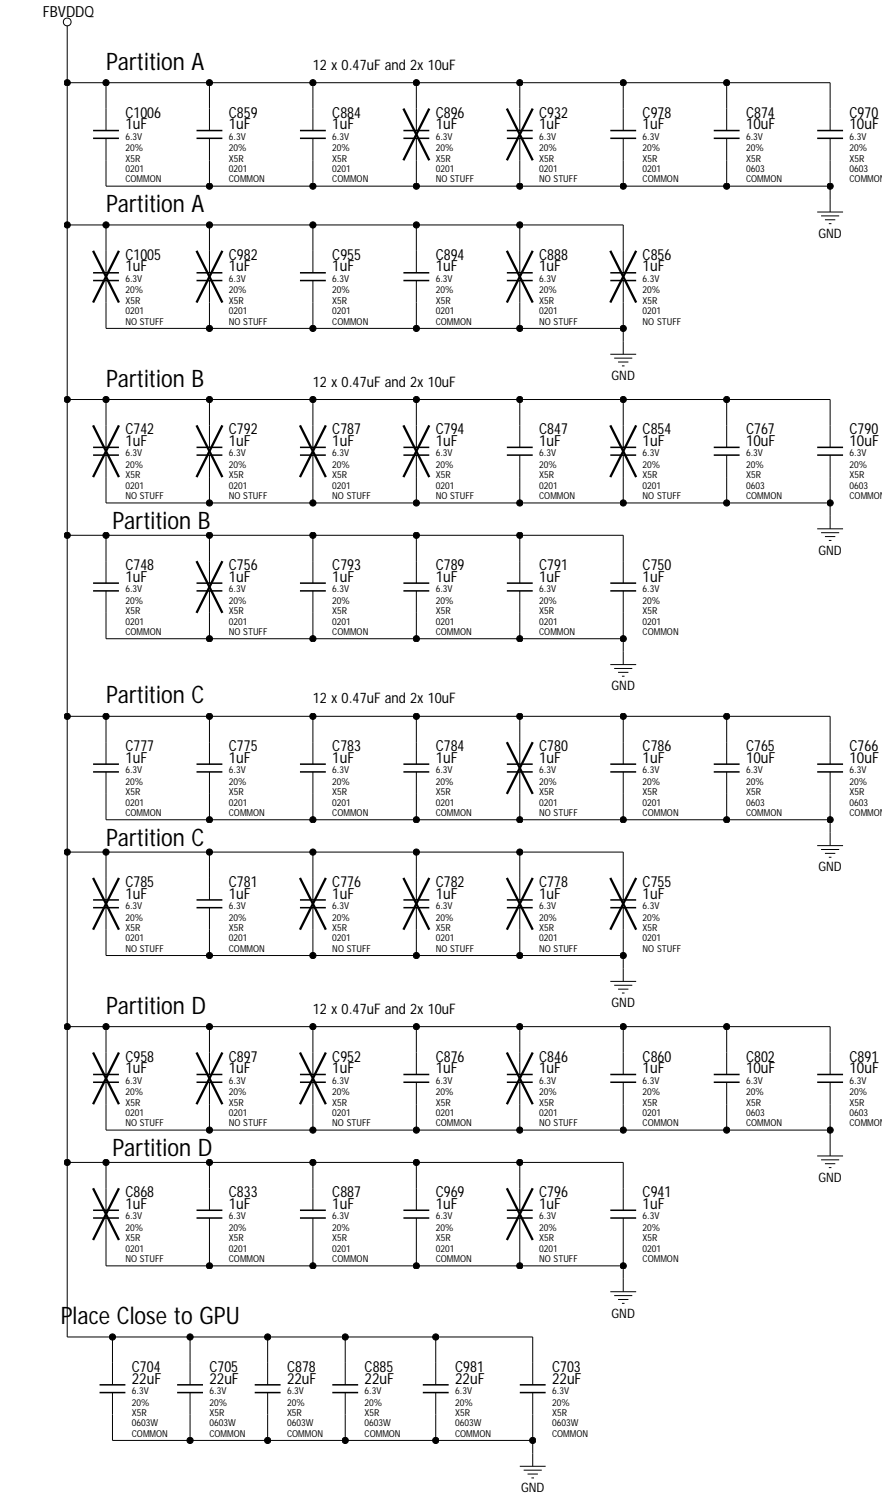 FBVDDQ
Partition A
12 x 0.47uF and 2x 10uF
C1006
1uF
6.3V
20%
X5R
0201
COMMON
C859
1uF
6.3V
20%
X5R
0201
COMMON
C884
1uF
6.3V
20%
X5R
0201
COMMON
C896
1uF
6.3V
20%
X5R
0201
NO STUFF
C932
1uF
6.3V
20%
X5R
0201
NO STUFF
C978
1uF
6.3V
20%
X5R
0201
COMMON
C874
10uF
6.3V
20%
X5R
0603
COMMON
C970
10uF
6.3V
20%
X5R
0603
COMMON
GND
Partition A
C1005
1uF
6.3V
20%
X5R
0201
NO STUFF
C982
1uF
6.3V
20%
X5R
0201
NO STUFF
C955
1uF
6.3V
20%
X5R
0201
COMMON
C894
1uF
6.3V
20%
X5R
0201
COMMON
C888
1uF
6.3V
20%
X5R
0201
NO STUFF
C856
1uF
6.3V
20%
X5R
0201
NO STUFF
GND
Partition B
12 x 0.47uF and 2x 10uF
C742
1uF
6.3V
20%
X5R
0201
NO STUFF
C792
1uF
6.3V
20%
X5R
0201
NO STUFF
C787
1uF
6.3V
20%
X5R
0201
NO STUFF
C794
1uF
6.3V
20%
X5R
0201
NO STUFF
C847
1uF
6.3V
20%
X5R
0201
COMMON
C854
1uF
6.3V
20%
X5R
0201
NO STUFF
C767
10uF
6.3V
20%
X5R
0603
COMMON
C790
10uF
6.3V
20%
X5R
0603
COMMON
GND
Partition B
C748
1uF
6.3V
20%
X5R
0201
COMMON
C756
1uF
6.3V
20%
X5R
0201
NO STUFF
C793
1uF
6.3V
20%
X5R
0201
COMMON
C789
1uF
6.3V
20%
X5R
0201
COMMON
C791
1uF
6.3V
20%
X5R
0201
COMMON
C750
1uF
6.3V
20%
X5R
0201
COMMON
GND
Partition C
12 x 0.47uF and 2x 10uF
C777
1uF
6.3V
20%
X5R
0201
COMMON
C775
1uF
6.3V
20%
X5R
0201
COMMON
C783
1uF
6.3V
20%
X5R
0201
COMMON
C784
1uF
6.3V
20%
X5R
0201
COMMON
C780
1uF
6.3V
20%
X5R
0201
NO STUFF
C786
1uF
6.3V
20%
X5R
0201
COMMON
C765
10uF
6.3V
20%
X5R
0603
COMMON
C766
10uF
6.3V
20%
X5R
0603
COMMON
GND
Partition C
C785
1uF
6.3V
20%
X5R
0201
NO STUFF
C781
1uF
6.3V
20%
X5R
0201
COMMON
C776
1uF
6.3V
20%
X5R
0201
NO STUFF
C782
1uF
6.3V
20%
X5R
0201
NO STUFF
C778
1uF
6.3V
20%
X5R
0201
NO STUFF
C755
1uF
6.3V
20%
X5R
0201
NO STUFF
GND
Partition D
12 x 0.47uF and 2x 10uF
C958
1uF
6.3V
20%
X5R
0201
NO STUFF
C897
1uF
6.3V
20%
X5R
0201
NO STUFF
C952
1uF
6.3V
20%
X5R
0201
NO STUFF
C876
1uF
6.3V
20%
X5R
0201
COMMON
C846
1uF
6.3V
20%
X5R
0201
NO STUFF
C860
1uF
6.3V
20%
X5R
0201
COMMON
C802
10uF
6.3V
20%
X5R
0603
COMMON
C891
10uF
6.3V
20%
X5R
0603
COMMON
GND
Partition D
C868
1uF
6.3V
20%
X5R
0201
NO STUFF
C833
1uF
6.3V
20%
X5R
0201
COMMON
C887
1uF
6.3V
20%
X5R
0201
COMMON
C969
1uF
6.3V
20%
X5R
0201
COMMON
C796
1uF
6.3V
20%
X5R
0201
NO STUFF
C941
1uF
6.3V
20%
X5R
0201
COMMON
GND
Place Close to GPU
C704
22uF
6.3V
20%
X5R
0603W
COMMON
C705
22uF
6.3V
20%
X5R
0603W
COMMON
C878
22uF
6.3V
20%
X5R
0603W
COMMON
C885
22uF
6.3V
20%
X5R
0603W
COMMON
C981
22uF
6.3V
20%
X5R
0603W
COMMON
C703
22uF
6.3V
20%
X5R
0603W
COMMON
GND